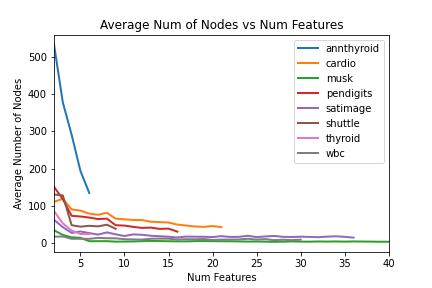 Average Num of Nodes vs Num Features
Average Number of Nodes
500
400
300
200
100
0
annthyroid
cardio
musk
pendigits
satimage
shuttle
thyroid
wbc
5 10 15 20 25 30 35 40
Num Features